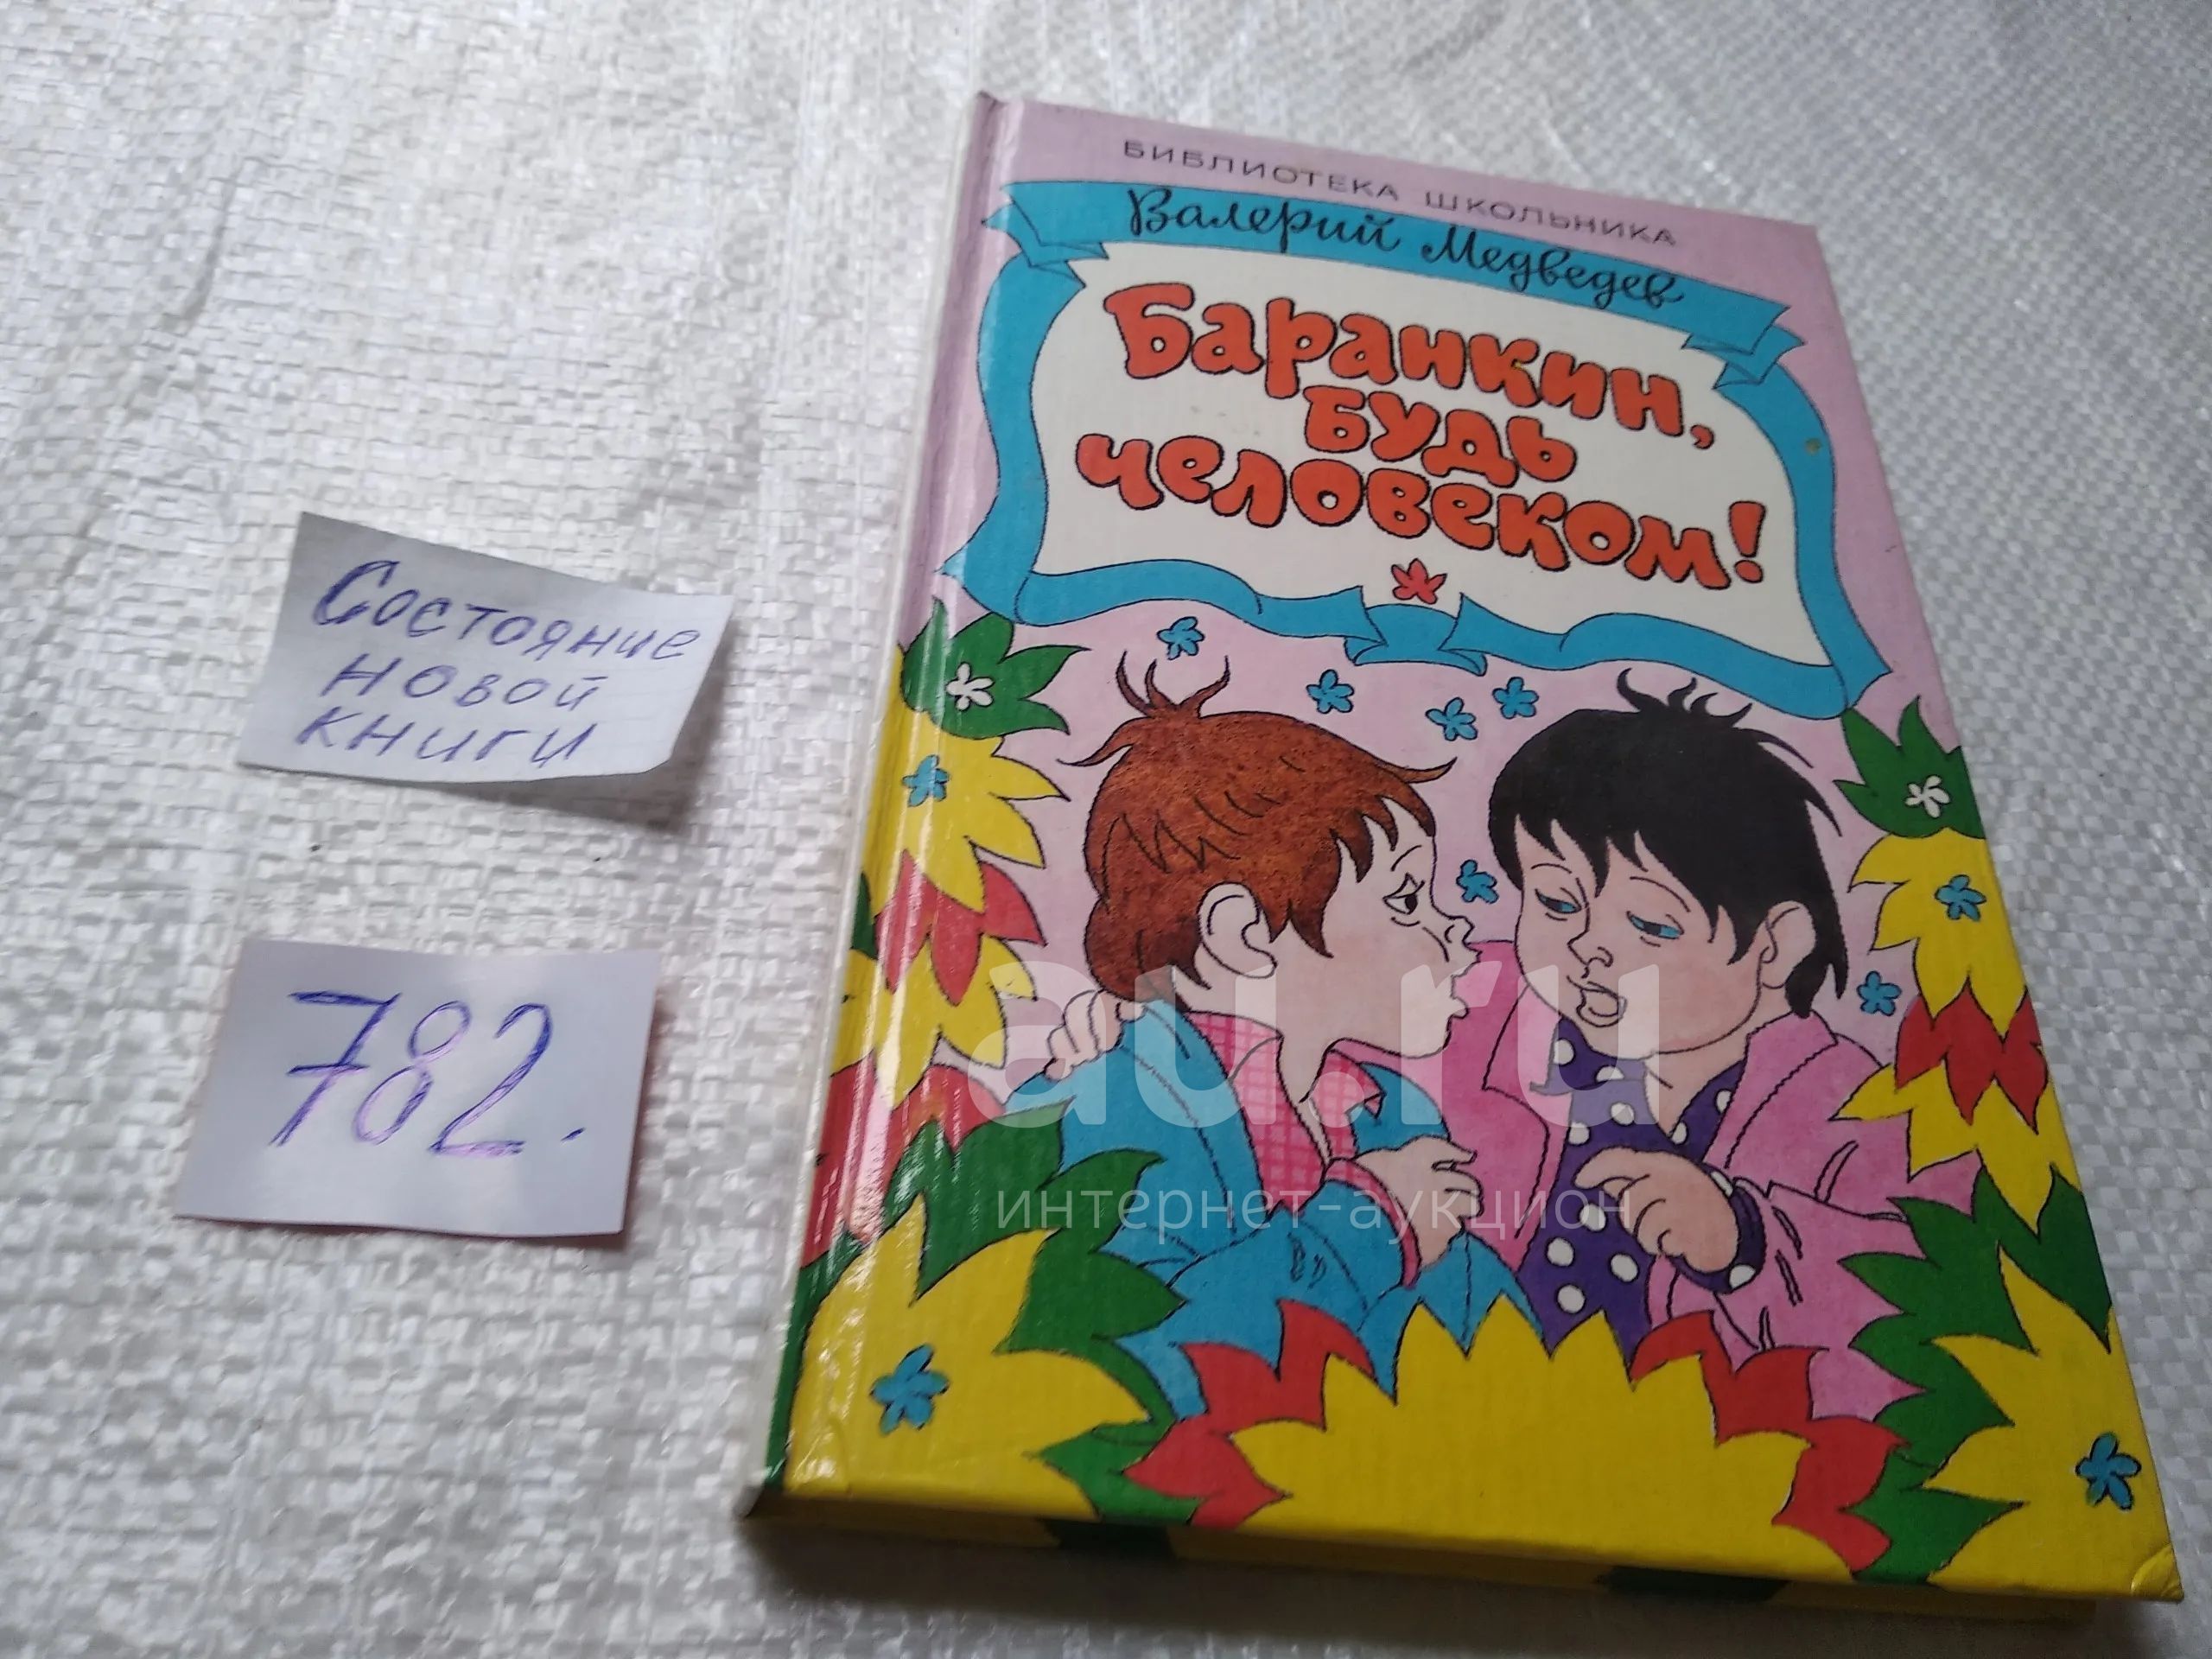 БИБЛИОТЕКА ШКОЛЬНИКА
Валерий Медведев
Баранкин,
будь
человеком!
Состояние
новой
книги
782.
au.ru
интернет-аукцион